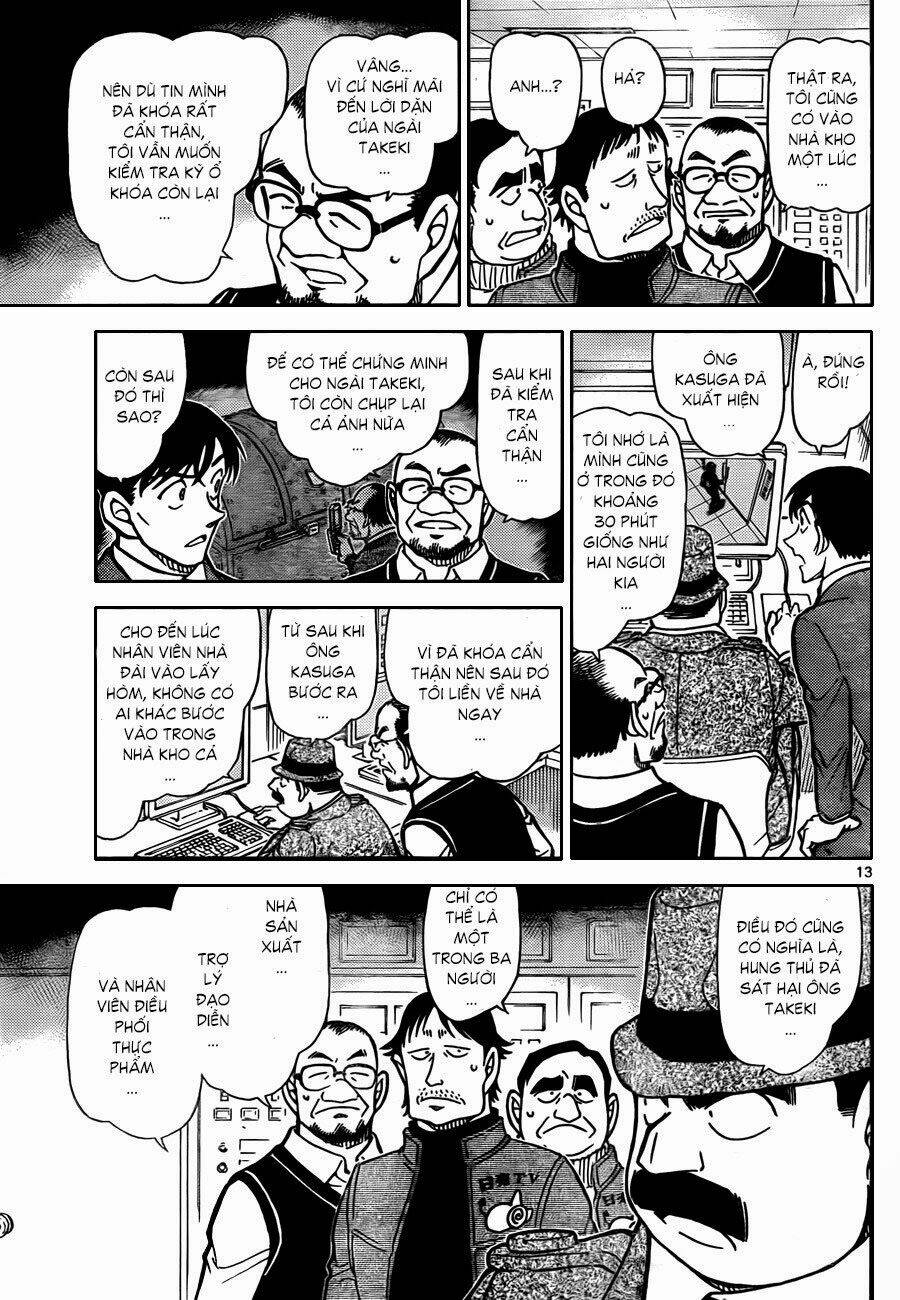 THẬT RA,
TÔI CŨNG
CÓ VÀO
NHÀ KHO
MỘT LÚC
...
HẢ?
ANH...?
VÂNG...
VÌ CỨ NGHĨ MÃI
ĐẾN LỜI DẶN
CỦA NGÀI
TAKEKI
...
NÊN DÙ TIN MÌNH
ĐÃ KHÓA RẤT
CẨN THẬN,
TÔI VẪN MUỐN
KIỂM TRA KỸ Ổ
KHÓA CÒN LẠI
...
À, ĐÚNG
RỒI!
ÔNG
KASUGA ĐÃ
XUẤT HIỆN
...
TÔI NHỚ LÀ
MÌNH CŨNG
Ở TRONG ĐÓ
KHOẢNG
30 PHÚT
GIỐNG NHƯ
HAI NGƯỜI
KIA
...
SAU KHI
ĐÃ KIỂM
TRA
CẨN
THẬN
...
ĐỂ CÓ THỂ CHỨNG MINH
CHO NGÀI TAKEKI,
TÔI CÒN CHỤP LẠI
CẢ ẢNH NỮA
...
CÒN SAU
ĐÓ THÌ
SAO?
VÌ ĐÃ KHÓA CẨN
THẬN NÊN SAU ĐÓ
TÔI LIỀN VỀ NHÀ
NGAY
...
TỪ SAU KHI
ÔNG
KASUGA
BƯỚC RA
...
CHO ĐẾN LÚC
NHÂN VIÊN NHÀ
ĐÀI VÀO LẤY
HÒM, KHÔNG CÓ
AI KHÁC BƯỚC
VÀO TRONG
NHÀ KHO CẢ
...
13
ĐIỀU ĐÓ CŨNG
CÓ NGHĨA LÀ,
HUNG THỦ ĐÃ
SÁT HẠI ÔNG
TAKEKI
...
CHỈ CÓ
THỂ LÀ
MỘT
TRONG BA
NGƯỜI
...
NHÀ
SẢN
XUẤT
...
TRỢ
LÝ
ĐẠO
DIỄN
...
VÀ NHÂN
VIÊN ĐIỀU
PHỐI
THỰC
PHẨM
...
日売TV